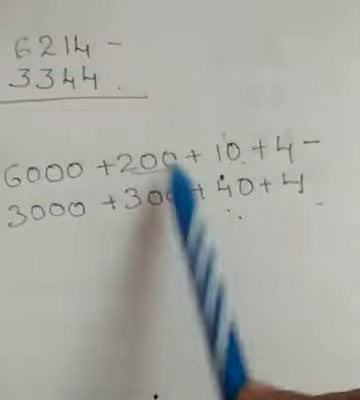 6214 -
3344
6000 + 200 + 10 + 4 -
3000 + 300 + 40 + 4